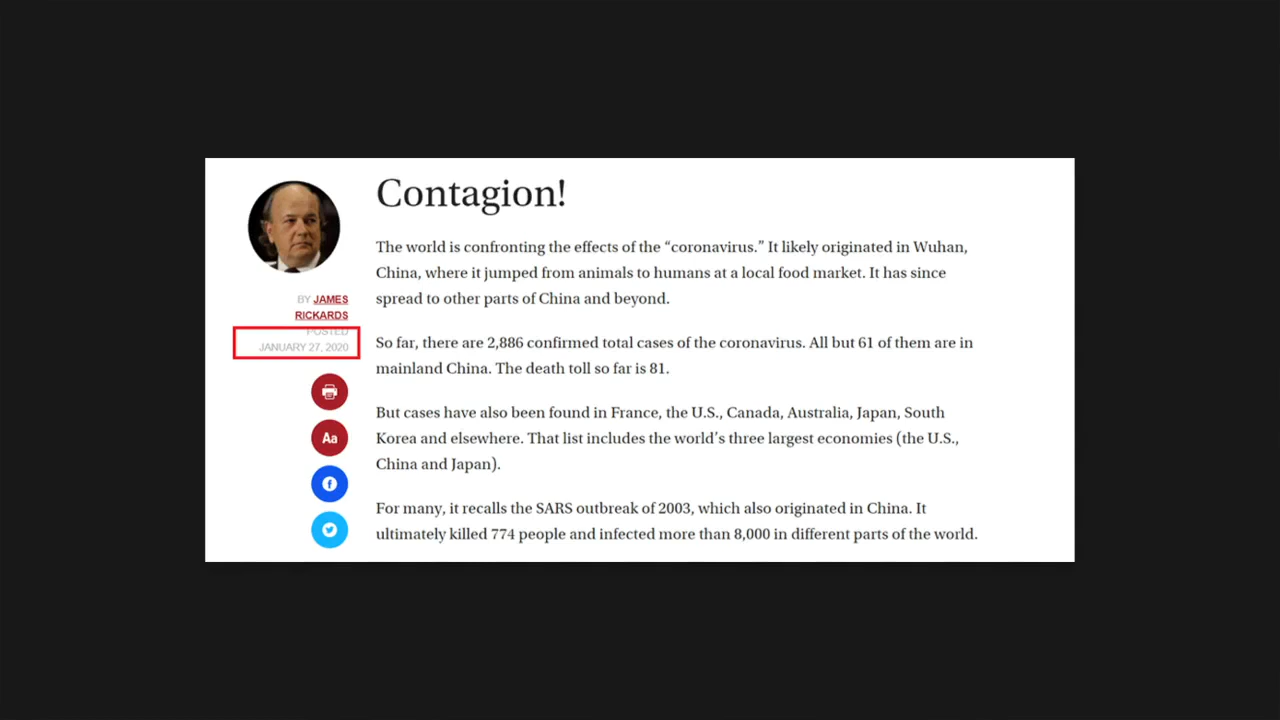 Contagion!
BY JAMES
RICKARDS
POSTED
JANUARY 27, 2020
Aa
The world is confronting the effects of the “coronavirus.” It likely originated in Wuhan,
China, where it jumped from animals to humans at a local food market. It has since
spread to other parts of China and beyond.
So far, there are 2,886 confirmed total cases of the coronavirus. All but 61 of them are in
mainland China. The death toll so far is 81.
But cases have also been found in France, the U.S., Canada, Australia, Japan, South
Korea and elsewhere. That list includes the world’s three largest economies (the U.S.,
China and Japan).
For many, it recalls the SARS outbreak of 2003, which also originated in China. It
ultimately killed 774 people and infected more than 8,000 in different parts of the world.